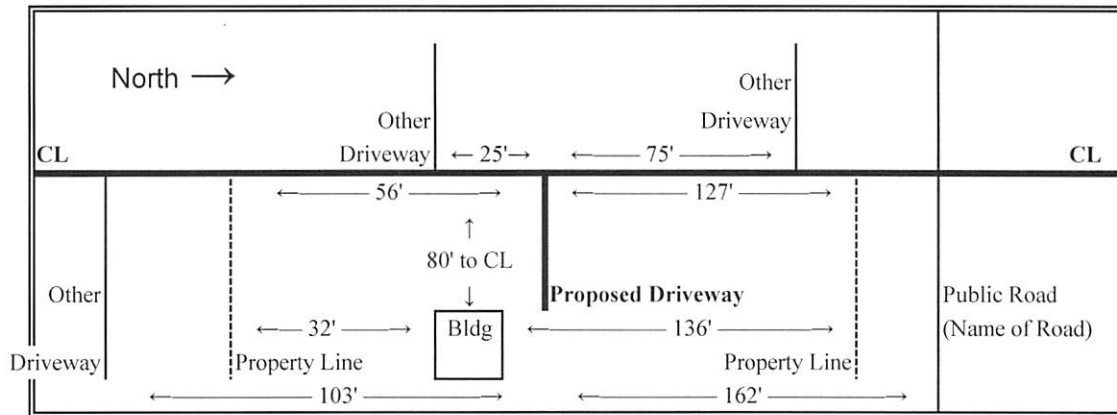 North →
Other
Driveway
Other
Driveway
CL
← 25' →
← 75' →
CL
← 56' →
← 127' →
↑
80' to CL
↓
Other
Driveway
Proposed Driveway
Public Road
(Name of Road)
← 32' →
Bldg
← 136' →
Property Line
Property Line
← 103' →
← 162' →